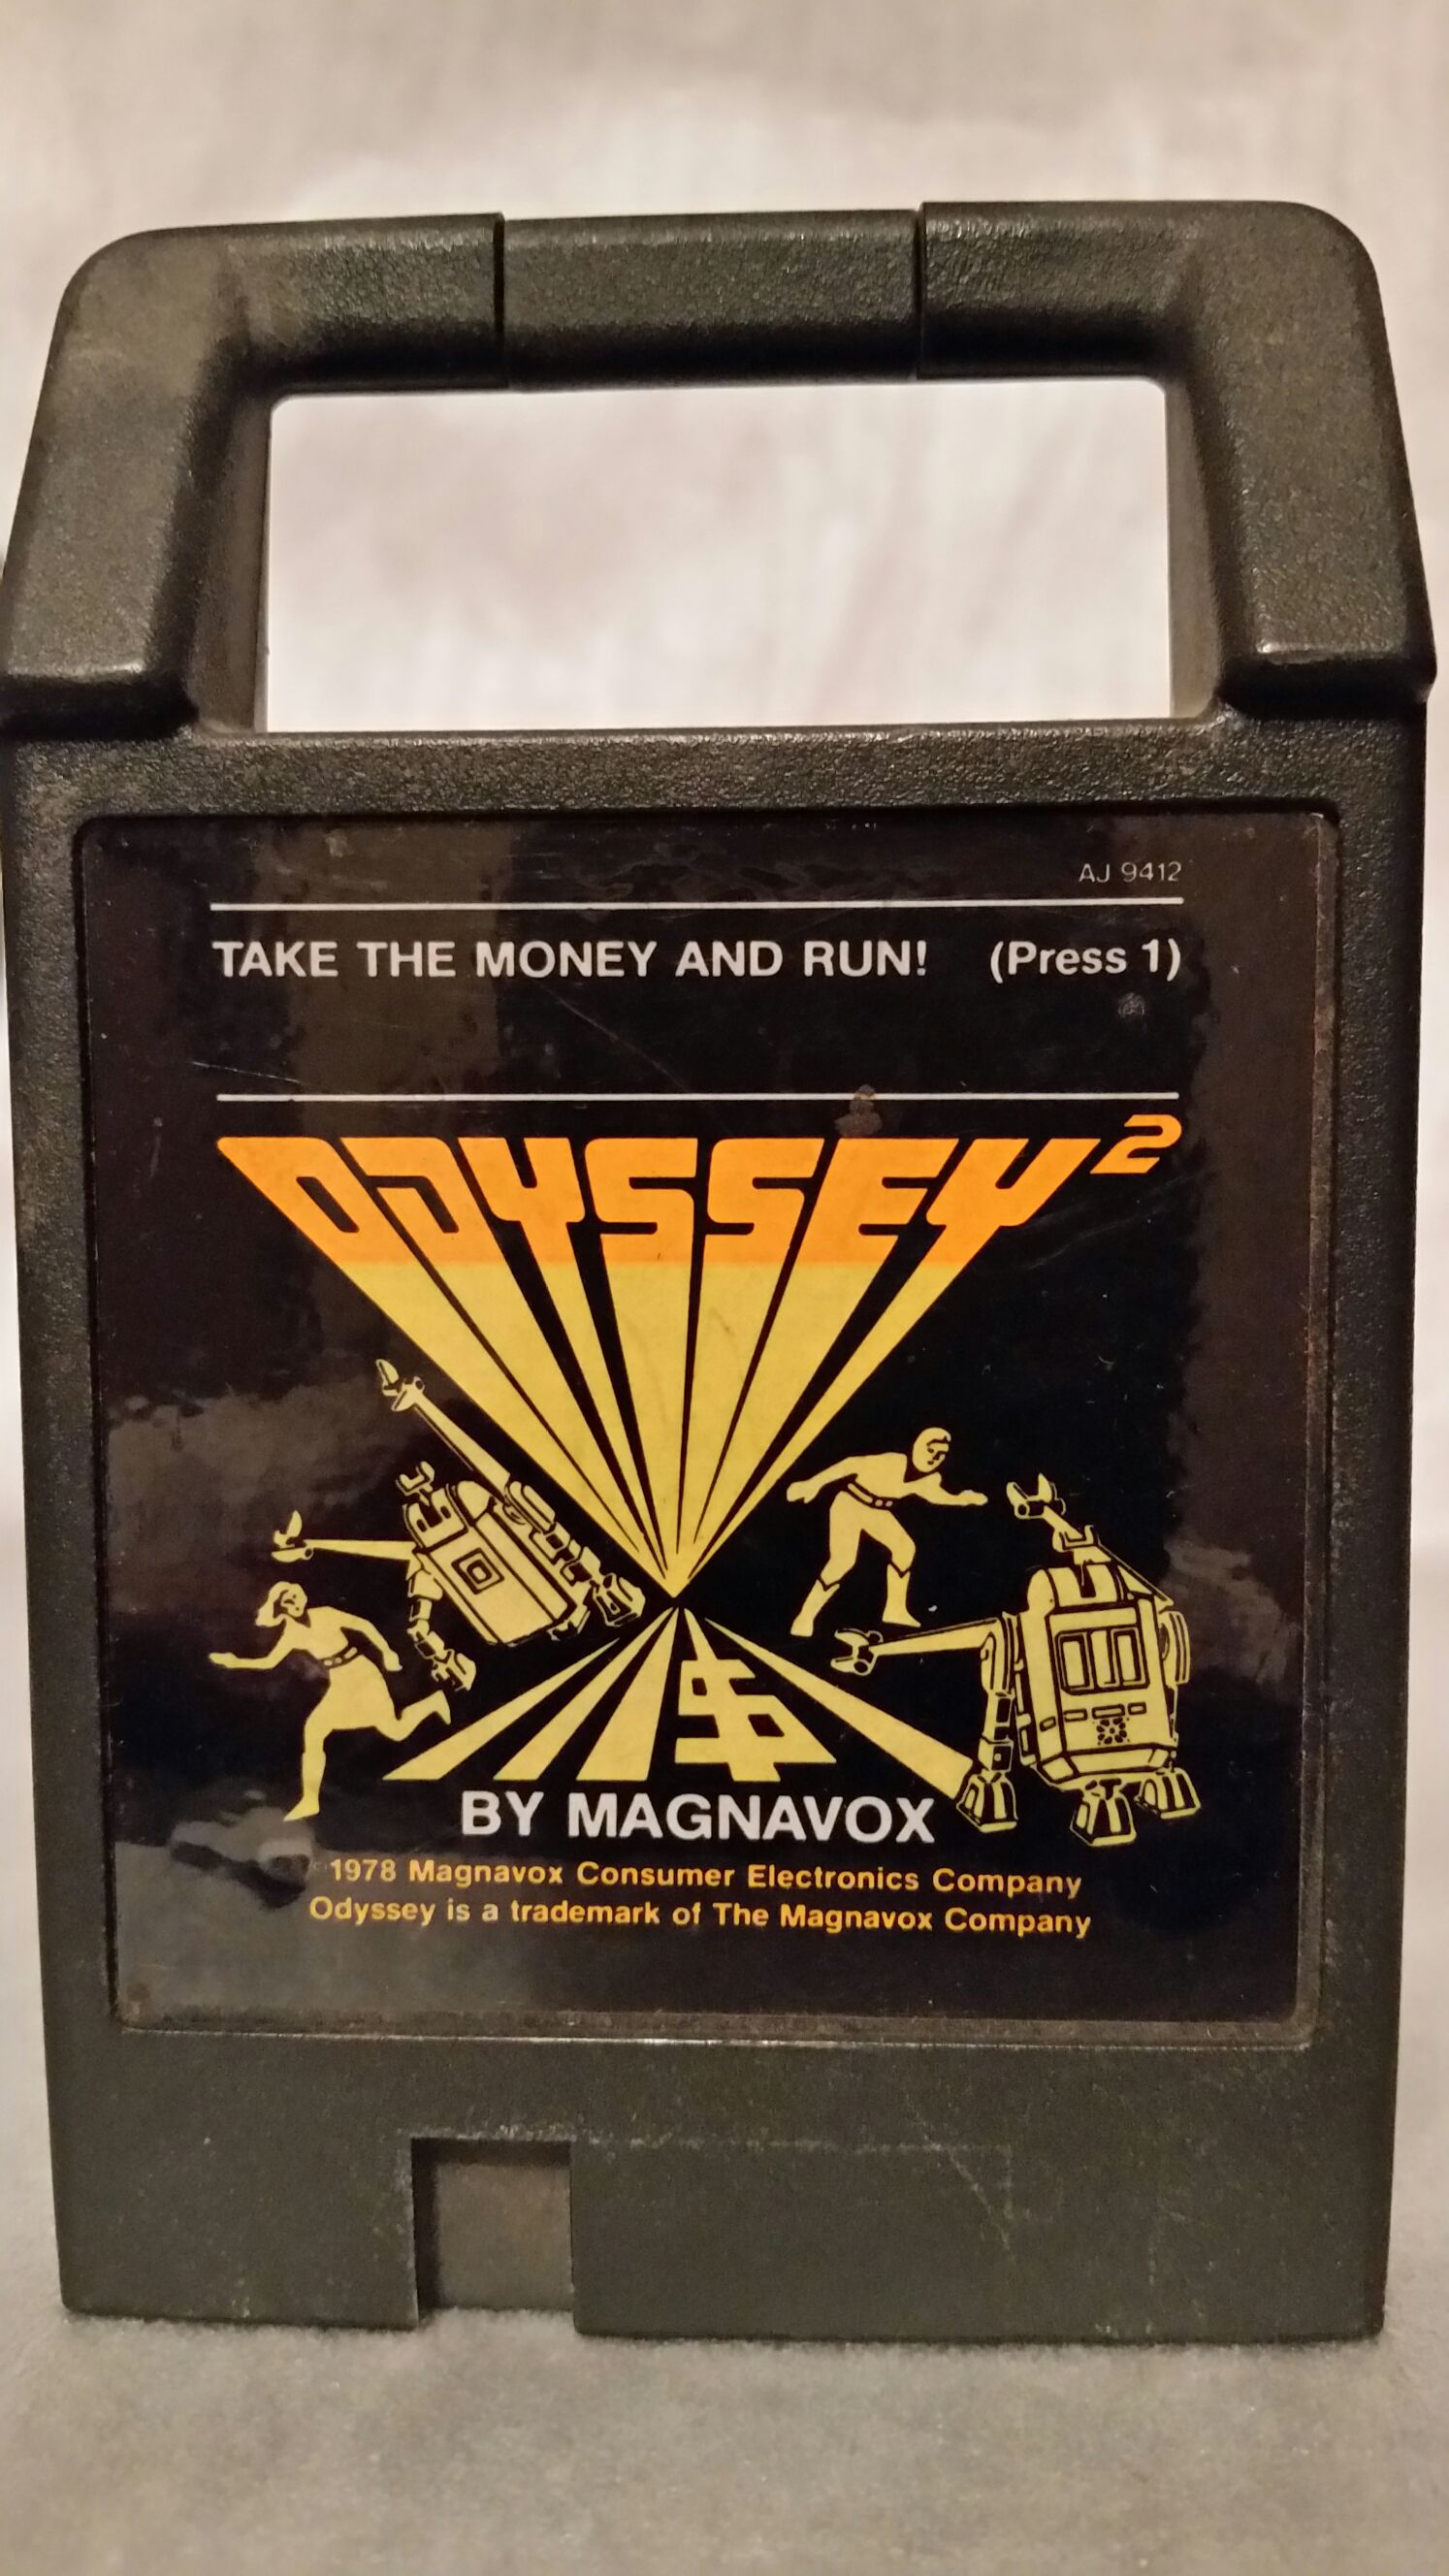 AJ 9412
TAKE THE MONEY AND RUN! (Press 1)
ODYSSEY²
$
BY MAGNAVOX
©1978 Magnavox Consumer Electronics Company
Odyssey is a trademark of The Magnavox Company